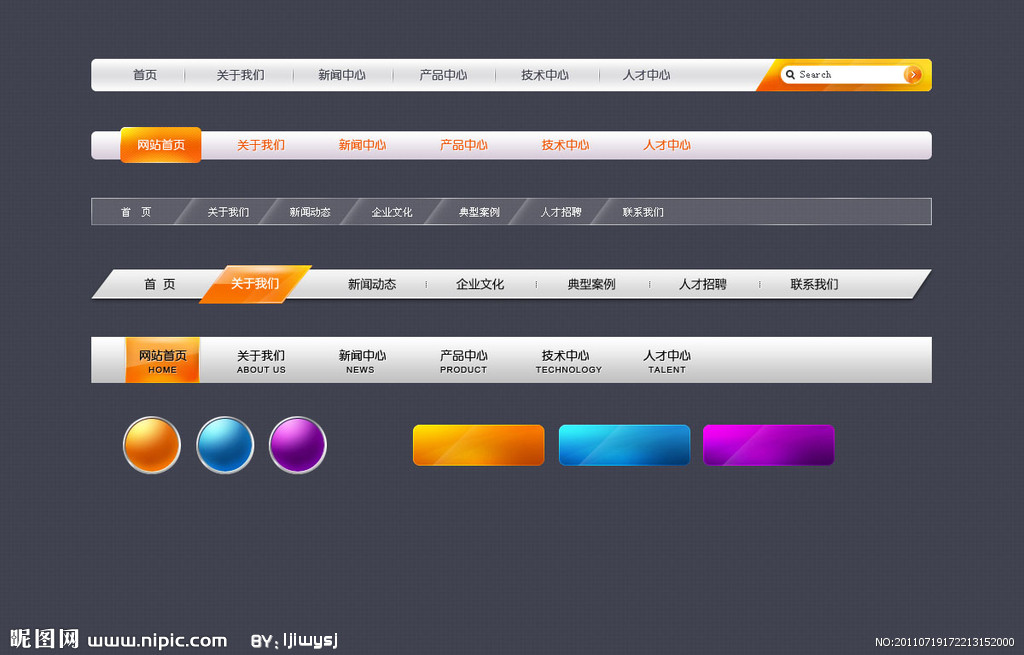 首页 关于我们 新闻中心 产品中心 技术中心 人才中心 Search
网站首页 关于我们 新闻中心 产品中心 技术中心 人才中心
首 页 关于我们 新闻动态 企业文化 典型案例 人才招聘 联系我们
首 页 关于我们 新闻动态 企业文化 典型案例 人才招聘 联系我们
网站首页 关于我们 新闻中心 产品中心 技术中心 人才中心
HOME ABOUT US NEWS PRODUCT TECHNOLOGY TALENT
昵图网 www.nipic.com BY: ljlwysj NO:20110719172213152000